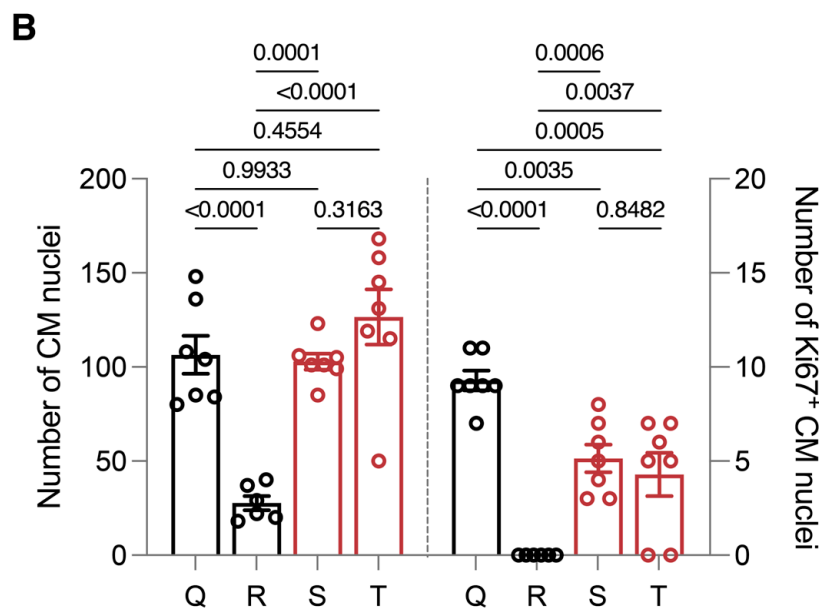 B
0.0001 0.0006
<0.0001 0.0037
0.4554 0.0005
0.9933 0.0035
<0.0001 0.3163 <0.0001 0.8482
Number of CM nuclei
200
150
100
50
0
20
15
10
5
0
Number of Ki67⁺ CM nuclei
Q R S T Q R S T